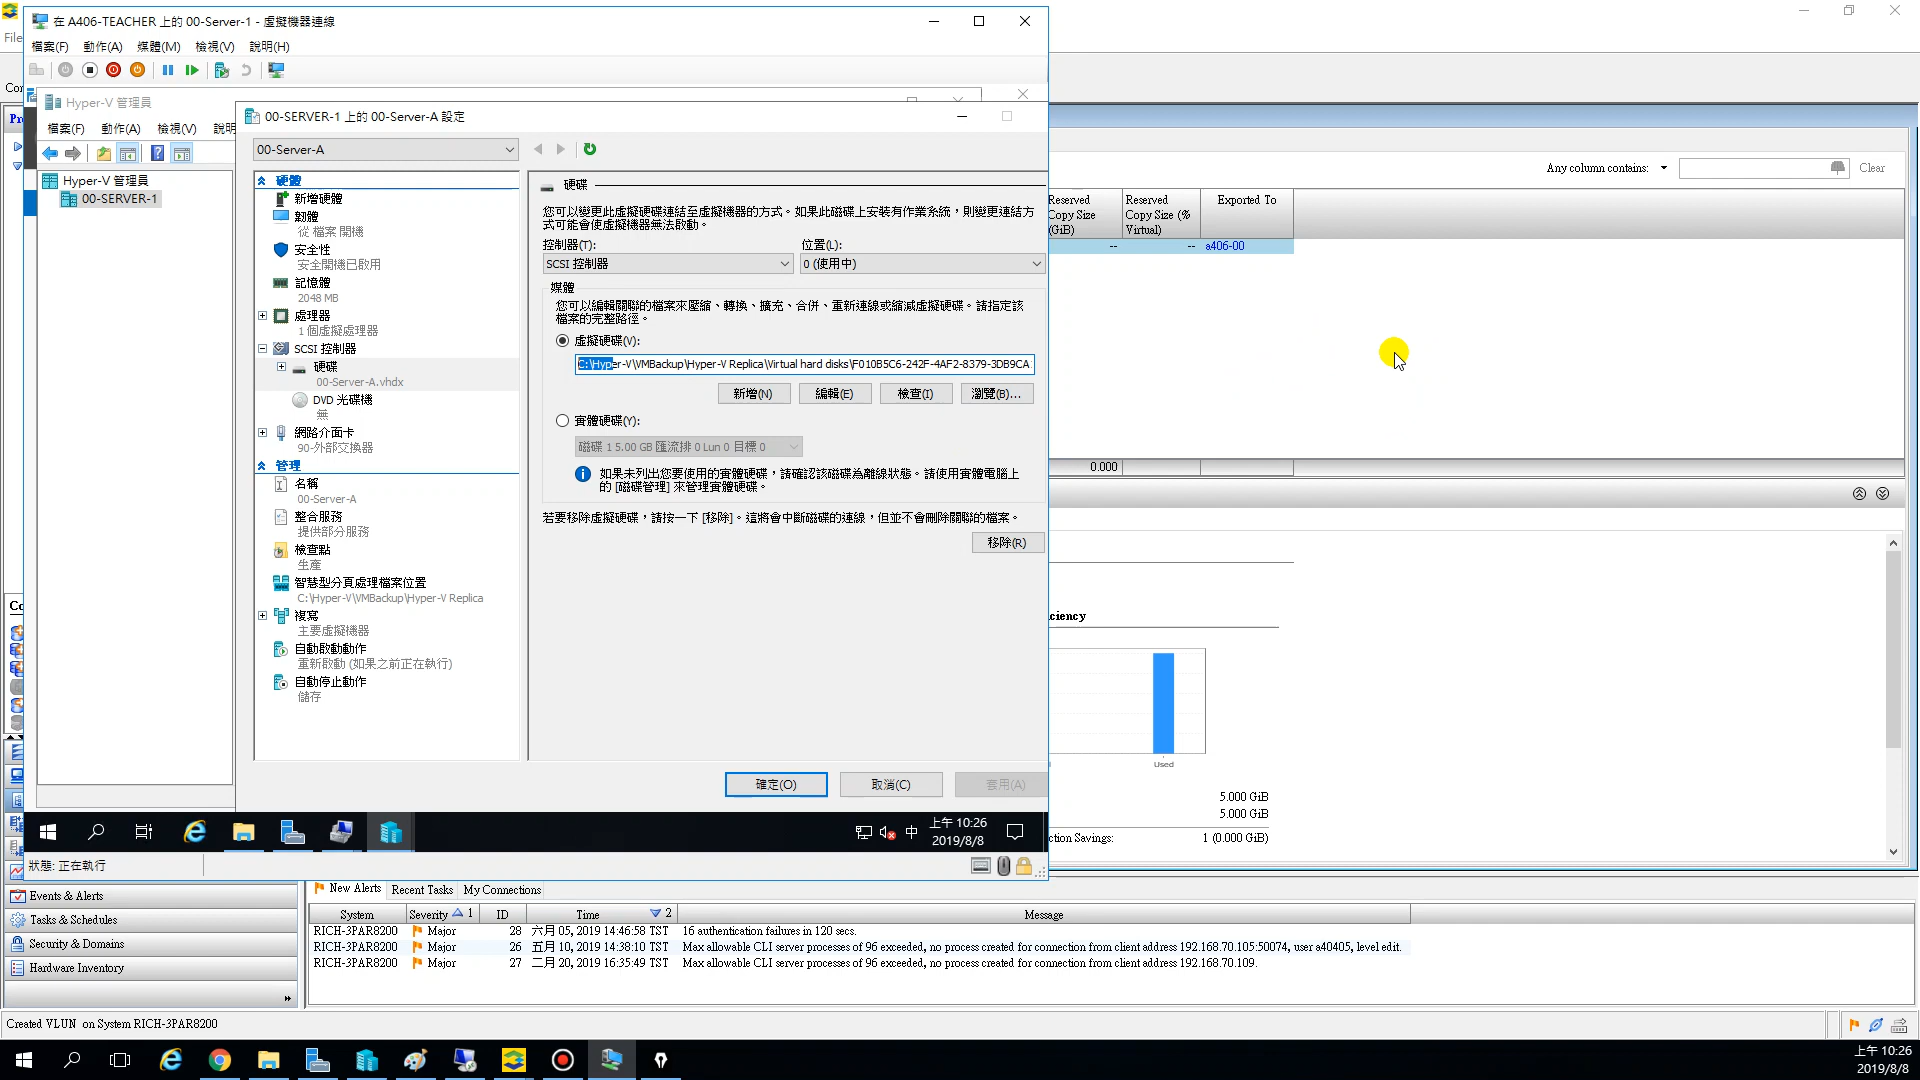 在 A406-TEACHER 上的 00-Server-1 - 虛擬機器連線
File
檔案(F) 動作(A) 媒體(M) 檢視(V) 說明(H)
Hyper-V 管理員
檔案(F) 動作(A) 檢視(V)
Hyper-V 管理員
00-SERVER-1
00-SERVER-1 上的 00-Server-A 設定
00-Server-A
硬體
新增硬體
韌體
從 檔案 開機
安全性
安全開機已啟用
記憶體
2048 MB
處理器
1 個虛擬處理器
SCSI 控制器
硬碟
00-Server-A.vhdx
DVD 光碟機
無
網路介面卡
90-外部交換器
管理
名稱
00-Server-A
整合服務
提供部分服務
檢查點
生產
智慧型分頁處理檔案位置
C:\Hyper-V\VMBackup\Hyper-V Replica
複寫
主要虛擬機器
自動啟動動作
重新啟動 (如果之前正在執行)
自動停止動作
儲存
硬碟
您可以變更此虛擬硬碟連結至虛擬機器的方式。如果此磁碟上安裝有作業系統，則變更連結方
式可能會使虛擬機器無法啟動。
控制器(T): 位置(L):
SCSI 控制器 0 (使用中)
媒體
您可以編輯關聯的檔案來壓縮、轉換、擴充、合併、重新連線或縮減虛擬硬碟。請指定該
檔案的完整路徑。
虛擬硬碟(V):
C:\Hyper-V\VMBackup\Hyper-V Replica\Virtual hard disks\F010B5C6-242F-4AF2-8379-3DB9CA
新增(N) 編輯(E) 檢查(I) 瀏覽(B)...
實體硬碟(Y):
磁碟 1 5.00 GB 匯流排 0 Lun 0 目標 0
如果未列出您要使用的實體硬碟，請確認該磁碟為離線狀態。請使用實體電腦上
的 [磁碟管理] 來管理實體硬碟。
若要移除虛擬硬碟，請按一下 [移除]。這將會中斷磁碟的連線，但並不會刪除關聯的檔案。
移除(R)
確定(O) 取消(C) 套用(A)
中 上午 10:26
2019/8/8
狀態: 正在執行
Any column contains: Clear
Reserved
Copy Size
(GiB)
Reserved
Copy Size (%
Virtual)
Exported To
-- -- a406-00
0.000
ciency
Used
5.000 GiB
5.000 GiB
ction Savings: 1 (0.000 GiB)
Events & Alerts
Tasks & Schedules
Security & Domains
Hardware Inventory
New Alerts Recent Tasks My Connections
System Severity 1 ID Time 2 Message
RICH-3PAR8200 Major 28 六月 05, 2019 14:46:58 TST 16 authentication failures in 120 secs.
RICH-3PAR8200 Major 26 五月 10, 2019 14:38:10 TST Max allowable CLI server processes of 96 exceeded, no process created for connection from client address 192.168.70.105:50074, user a40405, level edit.
RICH-3PAR8200 Major 27 二月 20, 2019 16:35:49 TST Max allowable CLI server processes of 96 exceeded, no process created for connection from client address 192.168.70.109.
Created VLUN on System RICH-3PAR8200
上午 10:26
2019/8/8